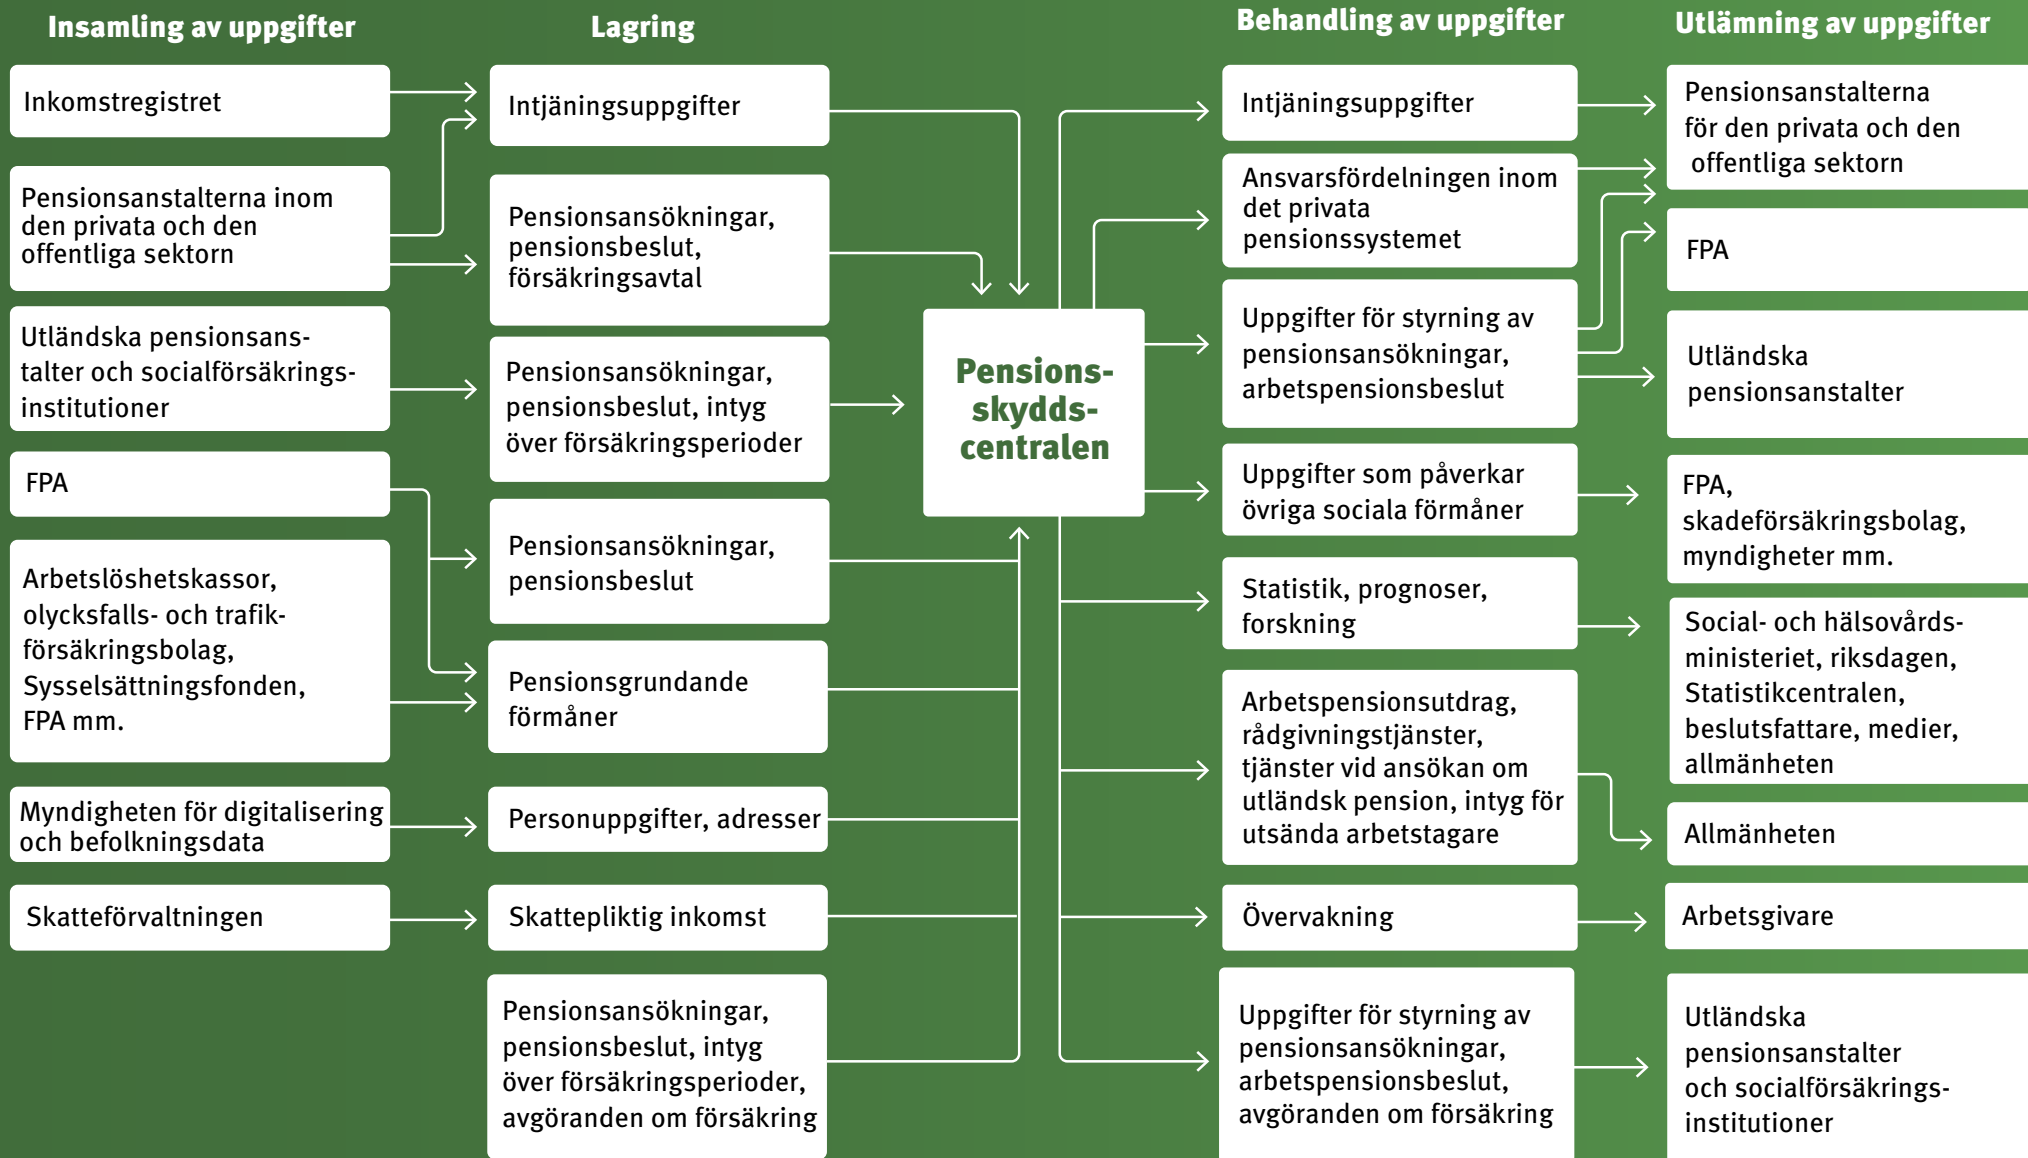 Insamling av uppgifter
Inkomstregistret
Pensionsanstalterna inom
den privata och den
offentliga sektorn
Utländska pensionsans-
talter och socialförsäkrings-
institutioner
FPA
Arbetslöshetskassor,
olycksfalls- och trafik-
försäkringsbolag,
Sysselsättningsfonden,
FPA mm.
Myndigheten för digitalisering
och befolkningsdata
Skatteförvaltningen
Lagring
Intjäningsuppgifter
Pensionsansökningar,
pensionsbeslut,
försäkringsavtal
Pensionsansökningar,
pensionsbeslut, intyg
över försäkringsperioder
Pensionsansökningar,
pensionsbeslut
Pensionsgrundande
förmåner
Personuppgifter, adresser
Skattepliktig inkomst
Pensionsansökningar,
pensionsbeslut, intyg
över försäkringsperioder,
avgöranden om försäkring
Pensions-
skydds-
centralen
Behandling av uppgifter
Intjäningsuppgifter
Ansvarsfördelningen inom
det privata
pensionssystemet
Uppgifter för styrning av
pensionsansökningar,
arbetspensionsbeslut
Uppgifter som påverkar
övriga sociala förmåner
Statistik, prognoser,
forskning
Arbetspensionsutdrag,
rådgivningstjänster,
tjänster vid ansökan om
utländsk pension, intyg för
utsända arbetstagare
Övervakning
Uppgifter för styrning av
pensionsansökningar,
arbetspensionsbeslut,
avgöranden om försäkring
Utlämning av uppgifter
Pensionsanstalterna
för den privata och den
offentliga sektorn
FPA
Utländska
pensionsanstalter
FPA,
skadeförsäkringsbolag,
myndigheter mm.
Social- och hälsovårds-
ministeriet, riksdagen,
Statistikcentralen,
beslutsfattare, medier,
allmänheten
Allmänheten
Arbetsgivare
Utländska
pensionsanstalter
och socialförsäkrings-
institutioner